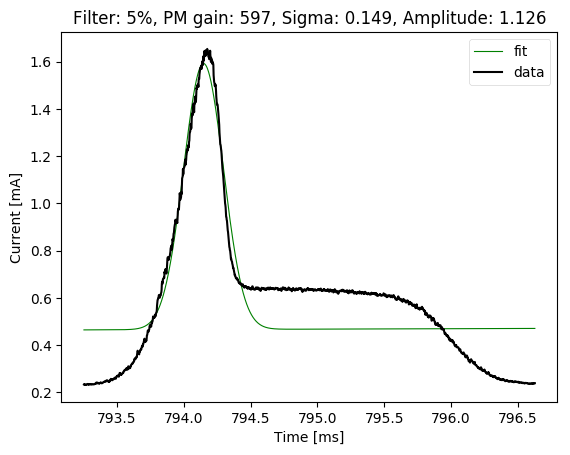 Filter: 5%, PM gain: 597, Sigma: 0.149, Amplitude: 1.126
fit
data
1.6
1.4
1.2
1.0
0.8
0.6
0.4
0.2
Current [mA]
793.5 794.0 794.5 795.0 795.5 796.0 796.5
Time [ms]